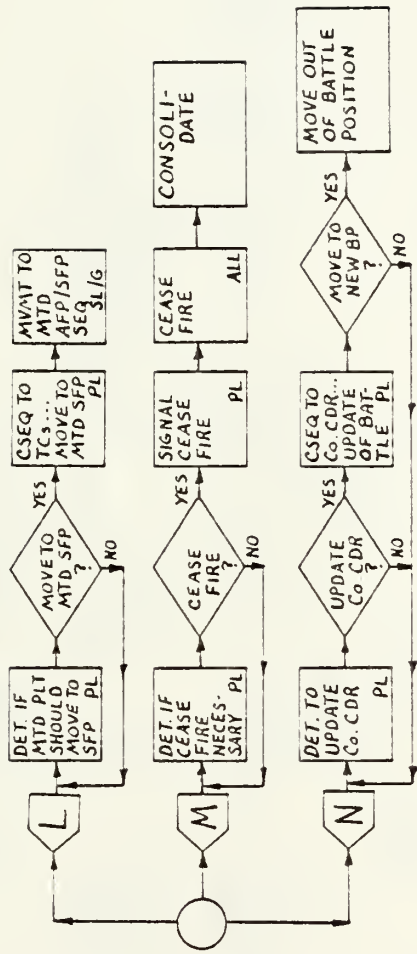 L
DET. IF
MTD PLT
SHOULD
MOVE TO
SFP PL
MOVE TO
MTD SFP
?
YES
NO
CSEQ TO
TCs...
MOVE TO
MTD SFP
PL
MVMT TO
MTD
AFP/SFP
SEQ
SL/G
M
DET. IF
CEASE
FIRE
NECES-
SARY
PL
CEASE
FIRE
?
YES
NO
SIGNAL
CEASE
FIRE
PL
CEASE
FIRE
ALL
CONSOLI-
DATE
N
DET. TO
UPDATE
Co. CDR
PL
UPDATE
Co. CDR
?
YES
NO
CSEQ TO
Co. CDR...
UPDATE
OF BAT-
TLE PL
MOVE TO
NEW BP
?
YES
NO
MOVE OUT
OF BATTLE
POSITION